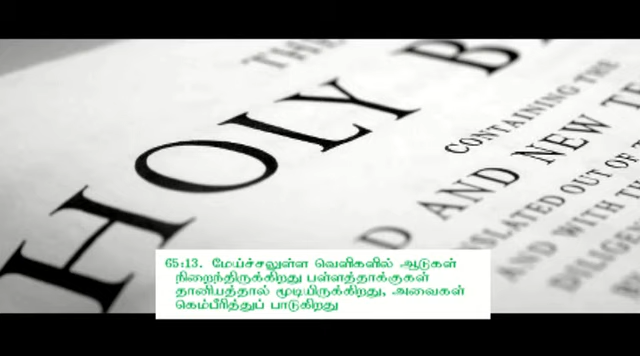 THE
HOLY B
CONTAINING THE
D AND NEW TE
NSLATED OUT OF T
AND WITH TH
DILIGEN
65:13. மேய்ச்சலுள்ள வெளிகளில் ஆடுகள்
நிறைந்திருக்கிறது பள்ளத்தாக்குகள்
தானியத்தால் மூடியிருக்கிறது, அவைகள்
கெம்பீரித்துப் பாடுகிறது